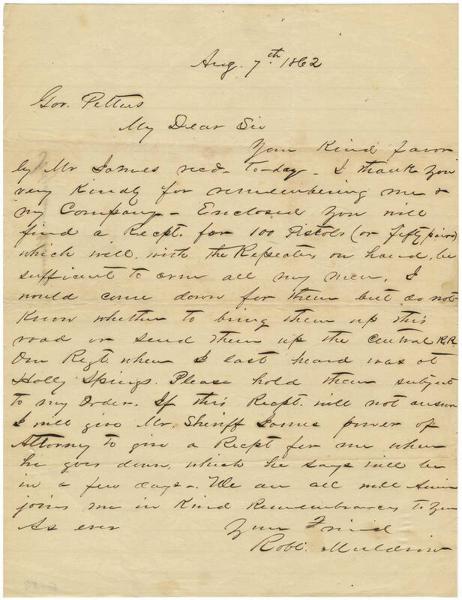 Aug. 7th 1862
Gov. Pettus
My Dear Sir
Your Kind favor
by Mr James recd. To-day. I thank you
very Kindly for remembering me &
my Company. Enclosed you will
find a Recpt. for 100 Pistols (or fifty pairs)
which will, with the Repeaters on hand, be
sufficient to arm all my men. I
would come down for them but do not
Know whether to bring them up this
road or send them up the Central R.R.
Our Regt when I last heard was at
Holly Springs. Please hold them subject
to my Order. If this Recpt. will not answer
I will give Mr. Sheriff James power of
Attorney to give a Recpt for me when
he goes down, which he says will be
in a few days. We are all well
joins me in Kind Remembrances to you
As ever
Your Friend
Robt. Muldrow